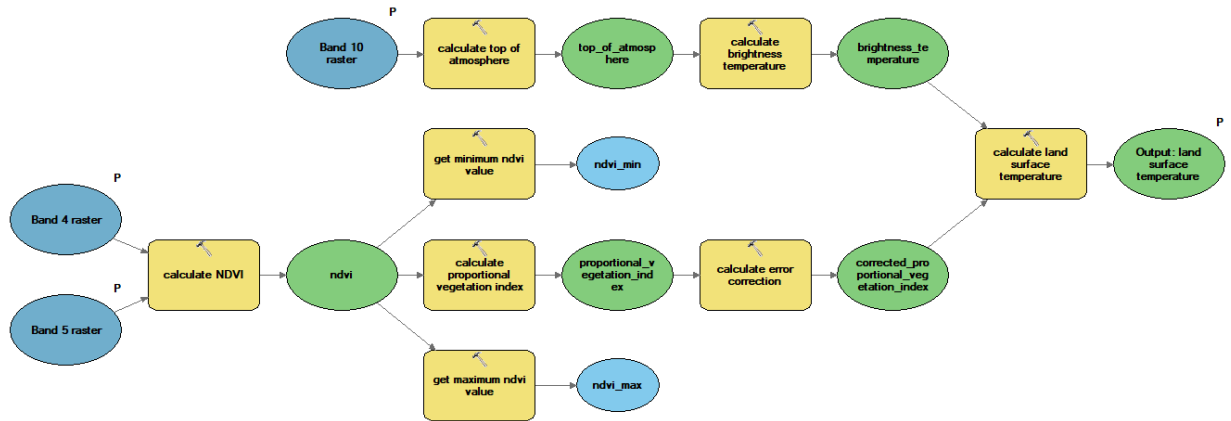 P
Band 10
raster
calculate top of
atmosphere
top_of_atmosp
here
calculate
brightness
temperature
brightness_te
mperature
get minimum ndvi
value
ndvi_min
calculate land
surface
temperature
P
Output: land
surface
temperature
P
Band 4 raster
P
Band 5 raster
calculate NDVI
ndvi
calculate
proportional
vegetation index
proportional_v
egetation_ind
ex
calculate error
correction
corrected_pro
portional_veg
etation_index
get maximum ndvi
value
ndvi_max